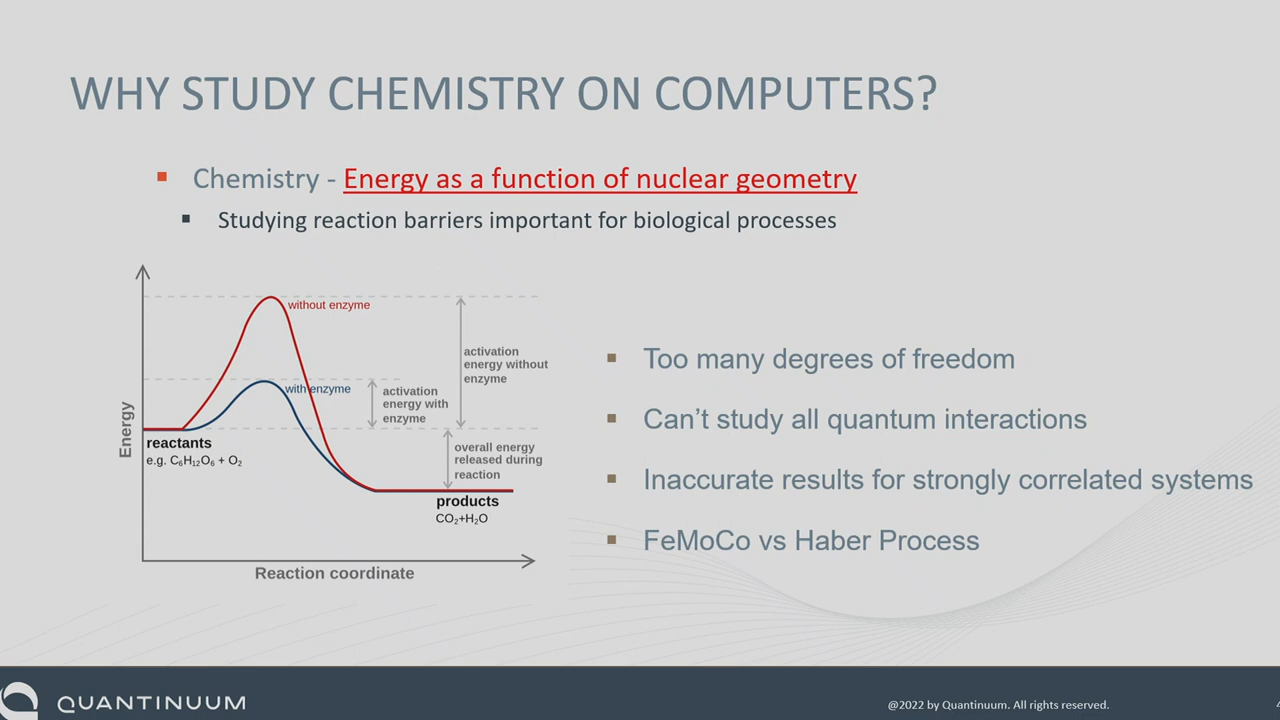 WHY STUDY CHEMISTRY ON COMPUTERS?
Chemistry - Energy as a function of nuclear geometry
Studying reaction barriers important for biological processes
without enzyme
with enzyme
activation
energy without
enzyme
activation
energy with
enzyme
Energy
reactants
e.g. C₆H₁₂O₆ + O₂
overall energy
released during
reaction
products
CO₂+H₂O
Reaction coordinate
Too many degrees of freedom
Can't study all quantum interactions
Inaccurate results for strongly correlated systems
FeMoCo vs Haber Process
QUANTINUUM
@2022 by Quantinuum. All rights reserved.